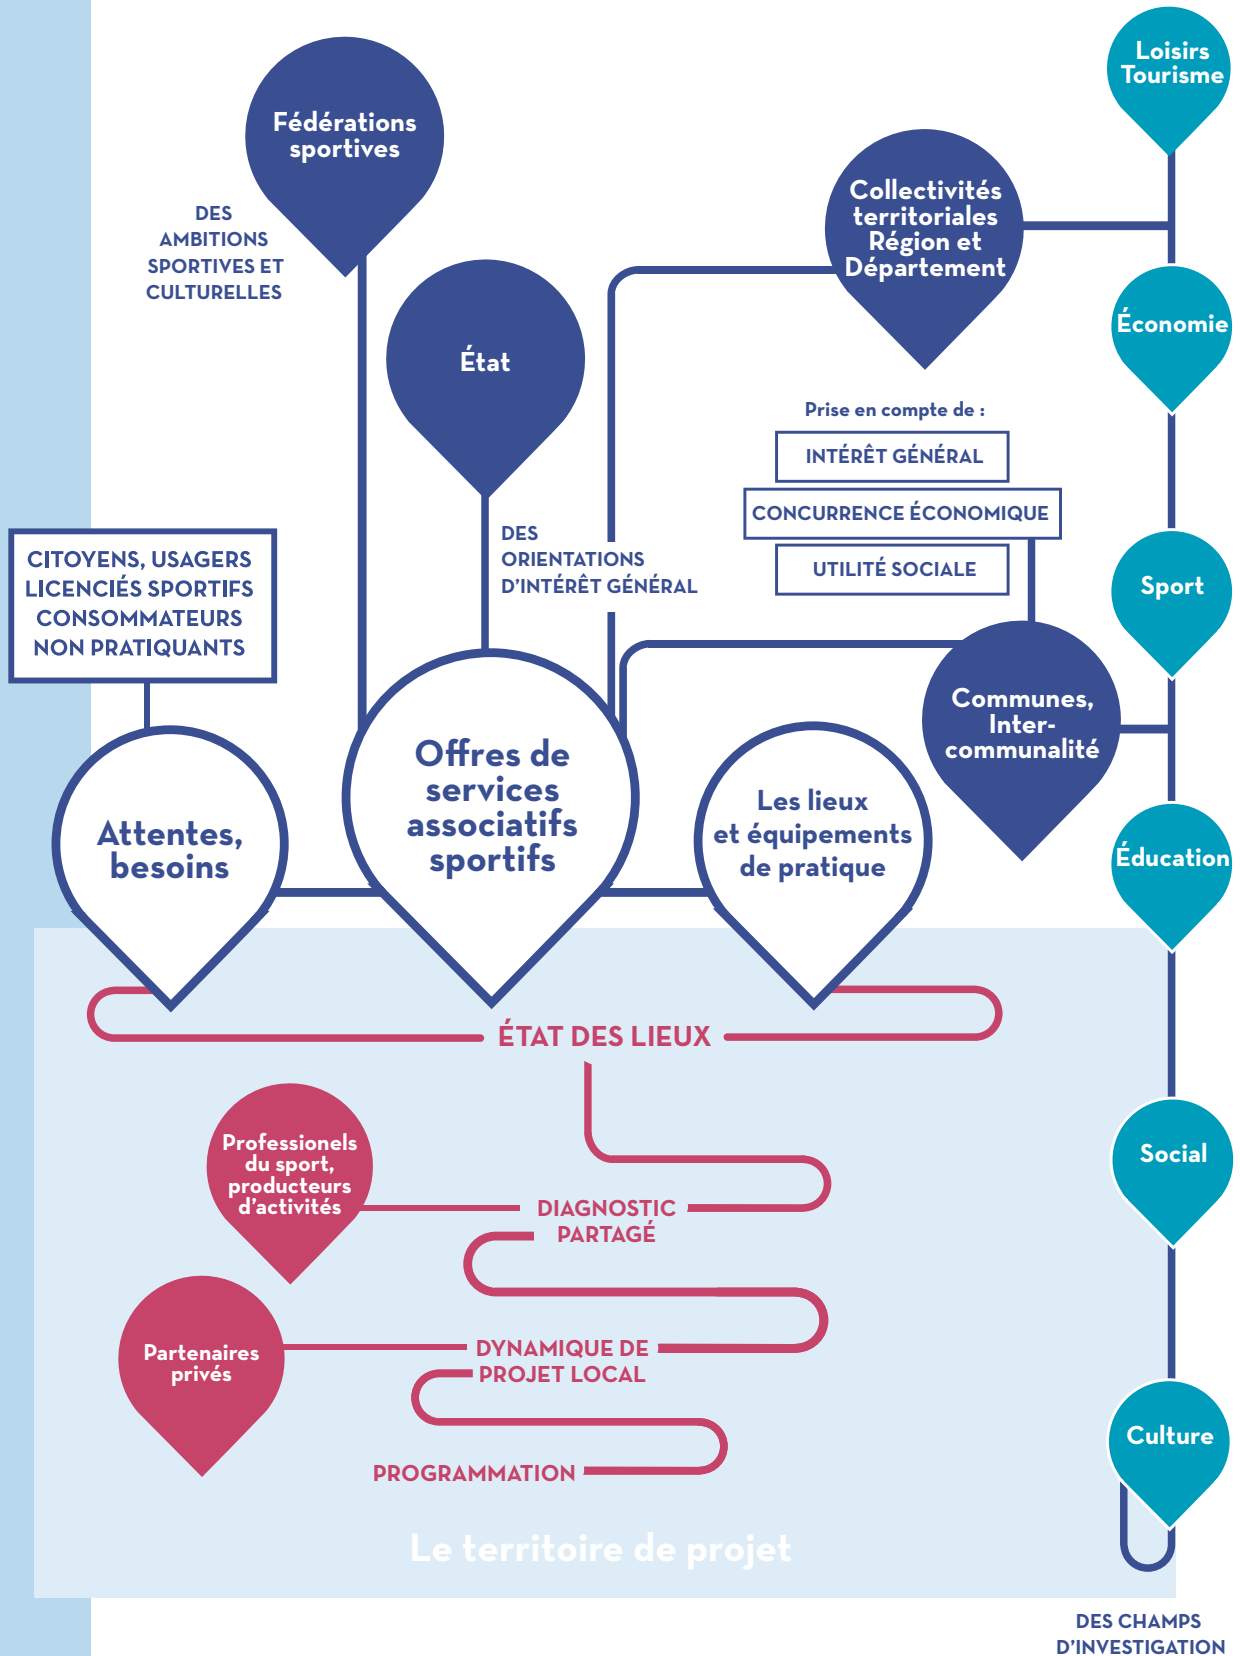 Loisirs
Tourisme
Fédérations
sportives
Collectivités
territoriales
Région et
Département
DES
AMBITIONS
SPORTIVES ET
CULTURELLES
Économie
État
Prise en compte de :
INTÉRÊT GÉNÉRAL
CONCURRENCE ÉCONOMIQUE
UTILITÉ SOCIALE
DES
ORIENTATIONS
D'INTÉRÊT GÉNÉRAL
CITOYENS, USAGERS
LICENCIÉS SPORTIFS
CONSOMMATEURS
NON PRATIQUANTS
Sport
Communes,
Inter-
communalité
Attentes,
besoins
Offres de
services
associatifs
sportifs
Les lieux
et équipements
de pratique
Éducation
ÉTAT DES LIEUX
Professionels
du sport,
producteurs
d'activités
Social
DIAGNOSTIC
PARTAGÉ
Partenaires
privés
DYNAMIQUE DE
PROJET LOCAL
Culture
PROGRAMMATION
Le territoire de projet
DES CHAMPS
D'INVESTIGATION